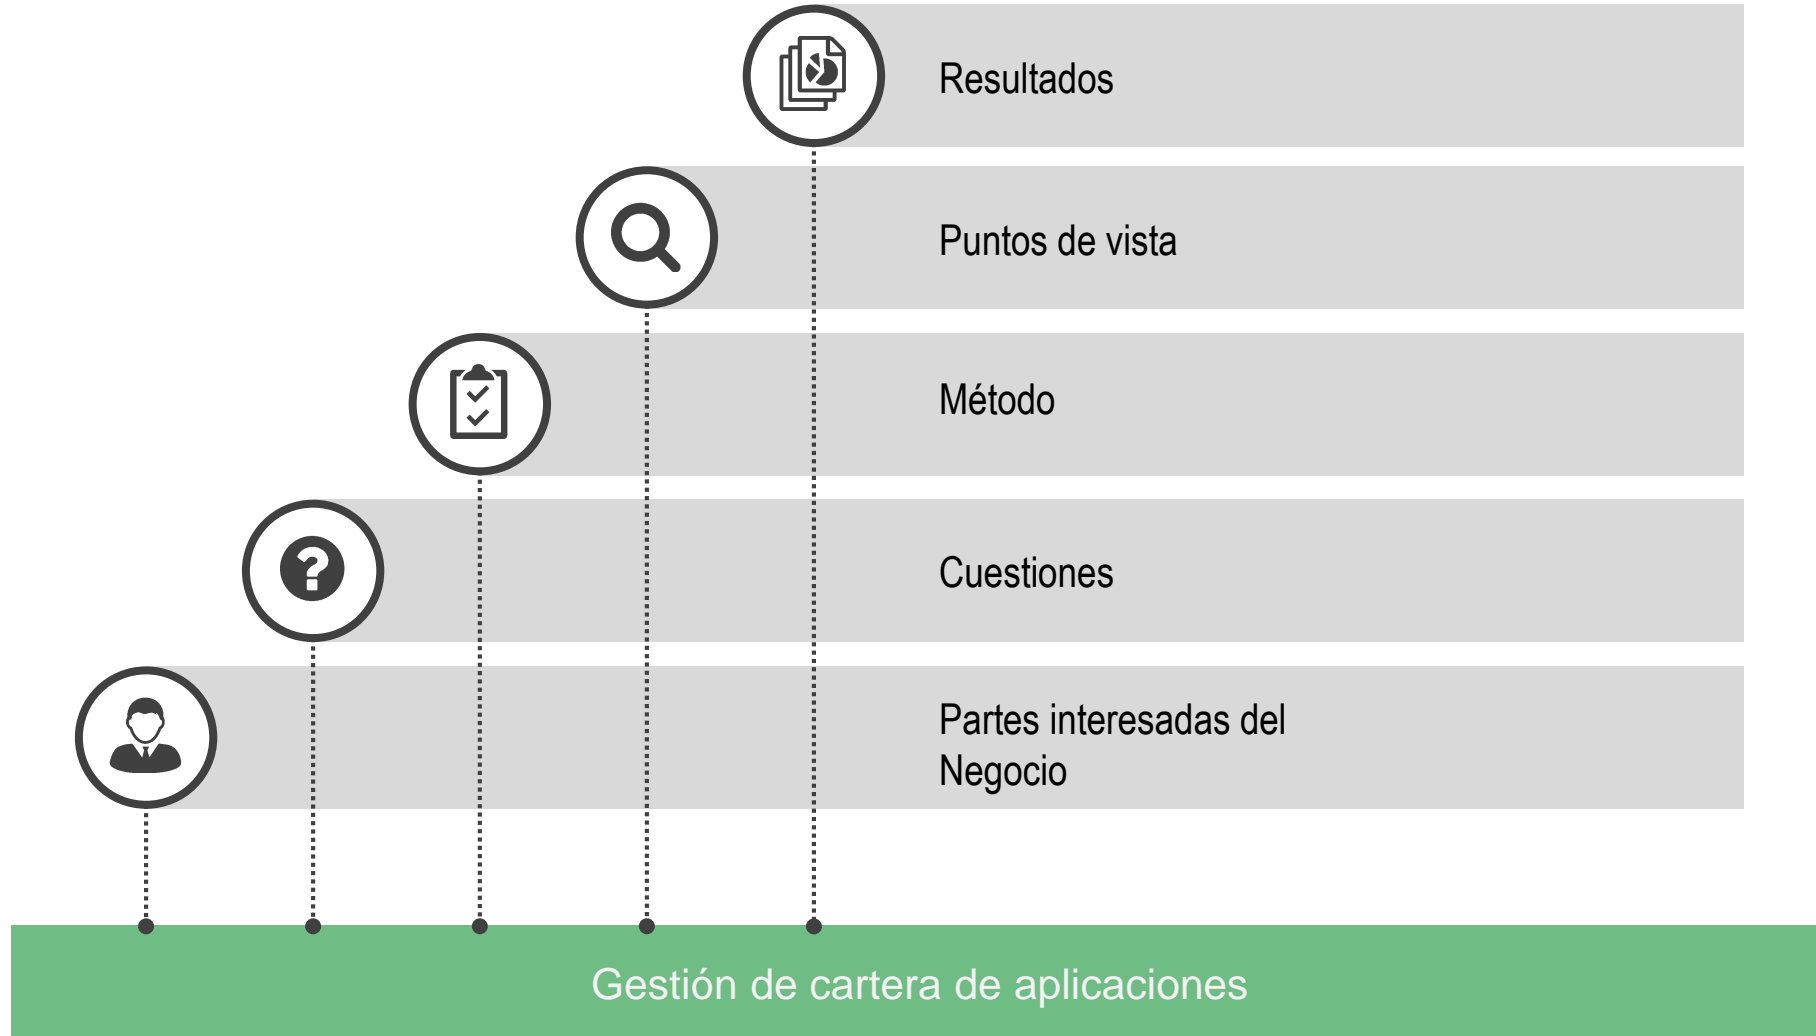 Resultados
Puntos de vista
Método
Cuestiones
Partes interesadas del
Negocio
Gestión de cartera de aplicaciones